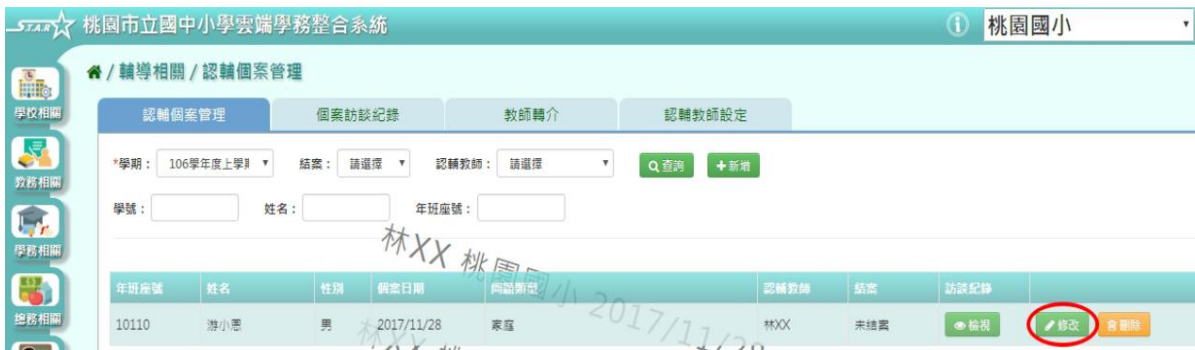 STAR 桃園市立國中小學雲端學務整合系統 桃園國小
/ 輔導相關 / 認輔個案管理
學校相關
認輔個案管理 個案訪談紀錄 教師轉介 認輔教師設定
教務相關
*學期： 106學年度上學期 結案： 請選擇 認輔教師： 請選擇 查詢 新增
學號： 姓名： 年班座號：
學務相關
林XX 桃園國小 2017/11/28
年班座號 姓名 性別 個案日期 問題類型 認輔教師 結案 訪談紀錄
總務相關
10110 游小恩 男 2017/11/28 家庭 林XX 未結案 檢視 修改 刪除
林XX 桃